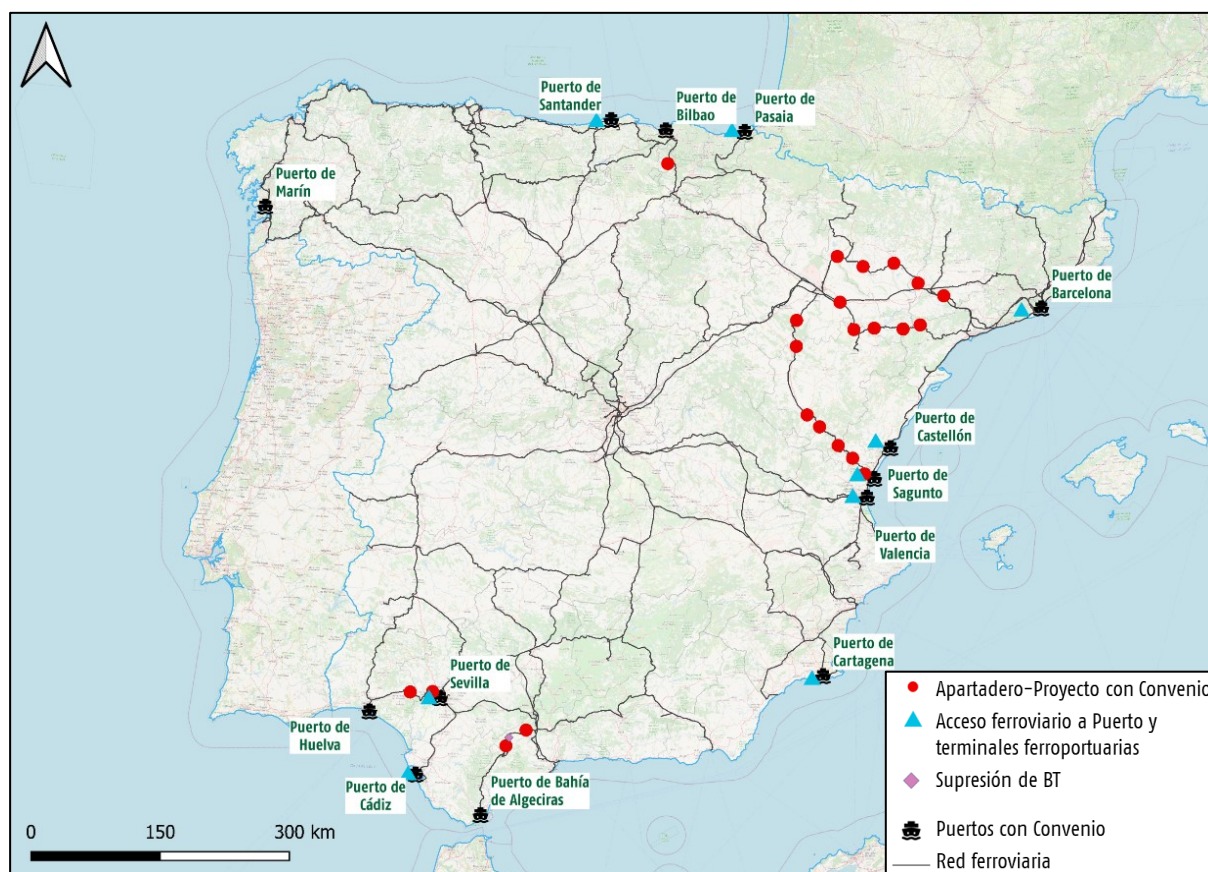 Puerto de
Santander
Puerto de
Bilbao
Puerto de
Pasaia
Puerto de
Marín
Puerto de
Barcelona
Puerto de
Castellón
Puerto de
Sagunto
Puerto de
Valencia
Puerto de
Cartagena
Puerto de
Sevilla
Puerto de
Huelva
Puerto de
Cádiz
Puerto de Bahía
de Algeciras
0 150 300 km
Apartadero-Proyecto con Convenio
Acceso ferroviario a Puerto y
terminales ferroportuarias
Supresión de BT
Puertos con Convenio
Red ferroviaria